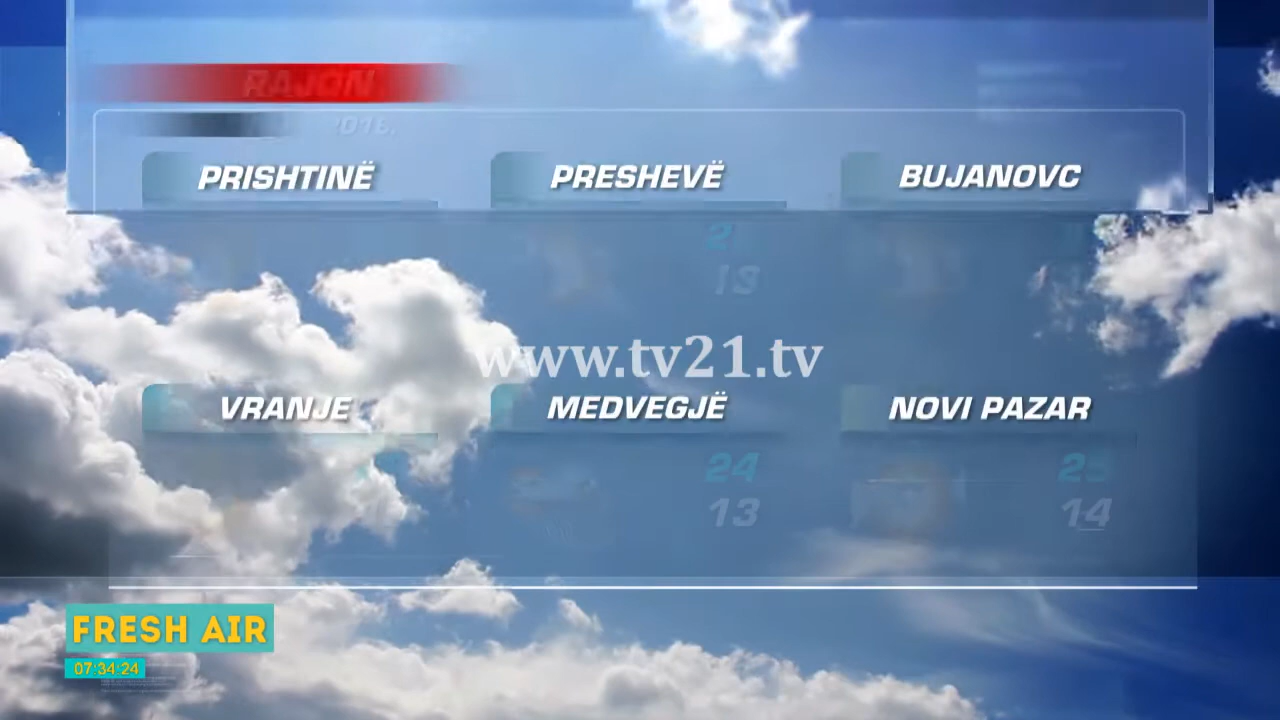 RAJON
PRISHTINË PRESHEVË BUJANOVC
www.tv21.tv
VRANJE MEDVEGJË NOVI PAZAR
24 25
13 14
FRESH AIR
07:34:24